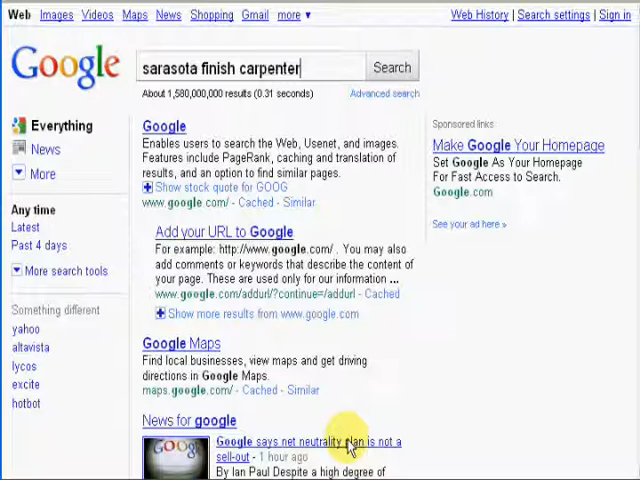 Web Images Videos Maps News Shopping Gmail more ▼ Web History | Search settings | Sign in
Google
sarasota finish carpenter
Search
About 1,580,000,000 results (0.31 seconds) Advanced search
Everything
News
More
Any time
Latest
Past 4 days
More search tools
Something different
yahoo
altavista
lycos
excite
hotbot
Google
Enables users to search the Web, Usenet, and images.
Features include PageRank, caching and translation of
results, and an option to find similar pages.
Show stock quote for GOOG
www.google.com/ - Cached - Similar
Add your URL to Google
For example: http://www.google.com/ . You may also
add comments or keywords that describe the content of
your page. These are used only for our information ...
www.google.com/addurl/?continue=/addurl - Cached
Show more results from www.google.com
Google Maps
Find local businesses, view maps and get driving
directions in Google Maps.
maps.google.com/ - Cached - Similar
News for google
Google says net neutrality plan is not a
sell-out - 1 hour ago
By Ian Paul Despite a high degree of
Sponsored links
Make Google Your Homepage
Set Google As Your Homepage
For Fast Access to Search.
Google.com
See your ad here »